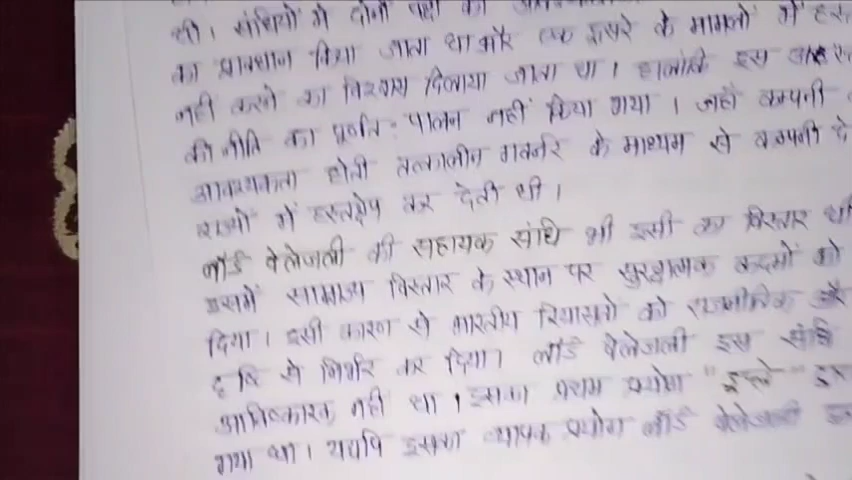 थी। संधियों में दोनों पक्षों को
का प्रावधान किया जाता था और एक दूसरे के मामलों में
नहीं करने का विश्वास दिलाया जाता था। हालांकि इस
की नीति का पूर्णत: पालन नहीं किया गया। जहाँ कम्पनी
आवश्यकता होती तत्कालीन गवर्नर के माध्यम से कम्पनी दे
राज्यों में हस्तक्षेप कर देती थी।
लॉर्ड वेलेजली की सहायक संधि भी इसी का विस्तार थी
इसमें साम्राज्य विस्तार के स्थान पर सुरक्षात्मक कदमों को
दिया। इसी कारण से भारतीय रियासतों को राजनीतिक और
दृष्टि से निर्भर कर दिया। लॉर्ड वेलेजली इस संधि
आविष्कारक नहीं था। इसका प्रथम प्रयोग "डूप्ले"
गया था। यद्यपि इसका व्यापक प्रयोग लॉर्ड वेलेजली